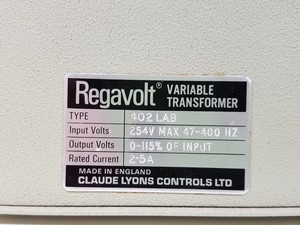 Regavolt® VARIABLE TRANSFORMER
TYPE 402 LAB
Input Volts 254V MAX 47-400 HZ
Output Volts 0-115% OF INPUT
Rated Current 2·5A
MADE IN ENGLAND
CLAUDE LYONS CONTROLS LTD